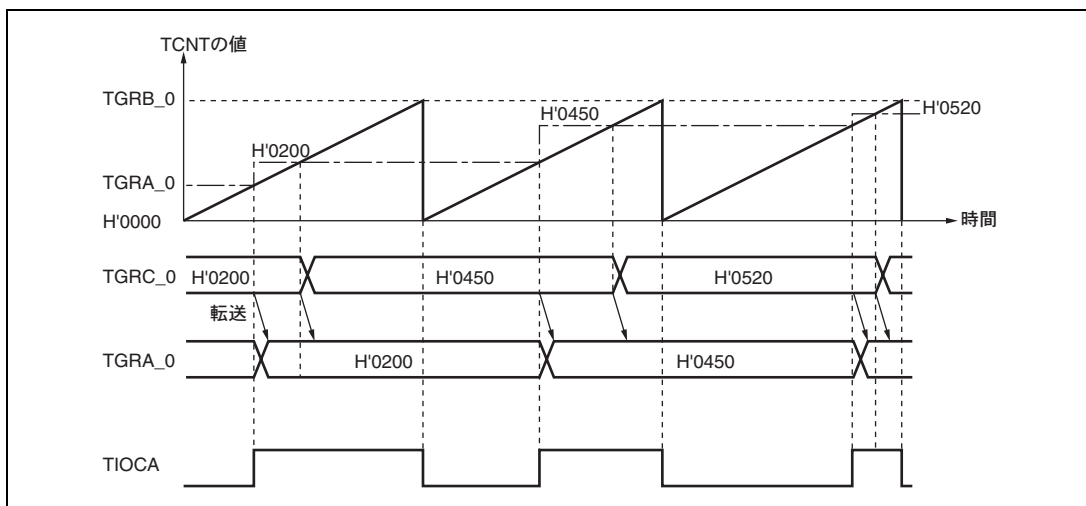 TCNTの値
TGRB_0
H'0520
H'0450
H'0200
TGRA_0
H'0000
時間
TGRC_0
H'0200
H'0450
H'0520
転送
TGRA_0
H'0200
H'0450
TIOCA